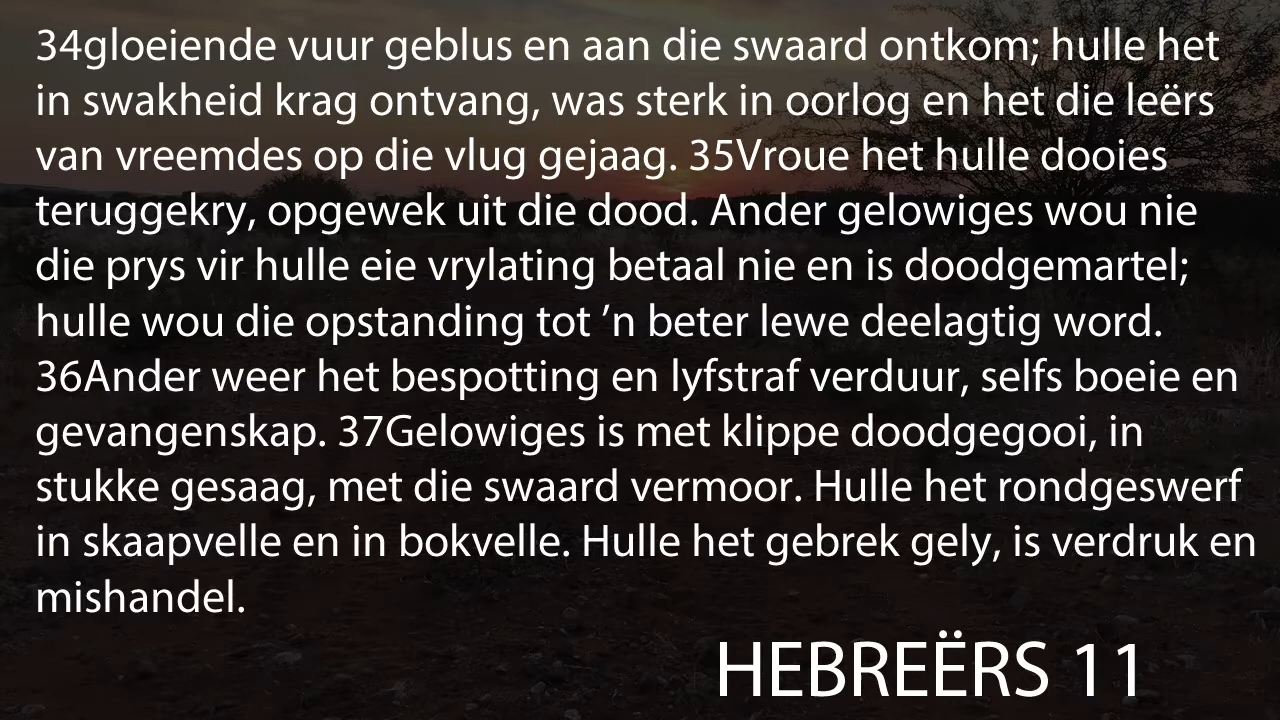 34gloeiende vuur geblus en aan die swaard ontkom; hulle het
in swakheid krag ontvang, was sterk in oorlog en het die leërs
van vreemdes op die vlug gejaag. 35Vroue het hulle dooies
teruggekry, opgewek uit die dood. Ander gelowiges wou nie
die prys vir hulle eie vrylating betaal nie en is doodgemartel;
hulle wou die opstanding tot ’n beter lewe deelagtig word.
36Ander weer het bespotting en lyfstraf verduur, selfs boeie en
gevangenskap. 37Gelowiges is met klippe doodgegooi, in
stukke gesaag, met die swaard vermoor. Hulle het rondgeswerf
in skaapvelle en in bokvelle. Hulle het gebrek gely, is verdruk en
mishandel.
HEBREËRS 11